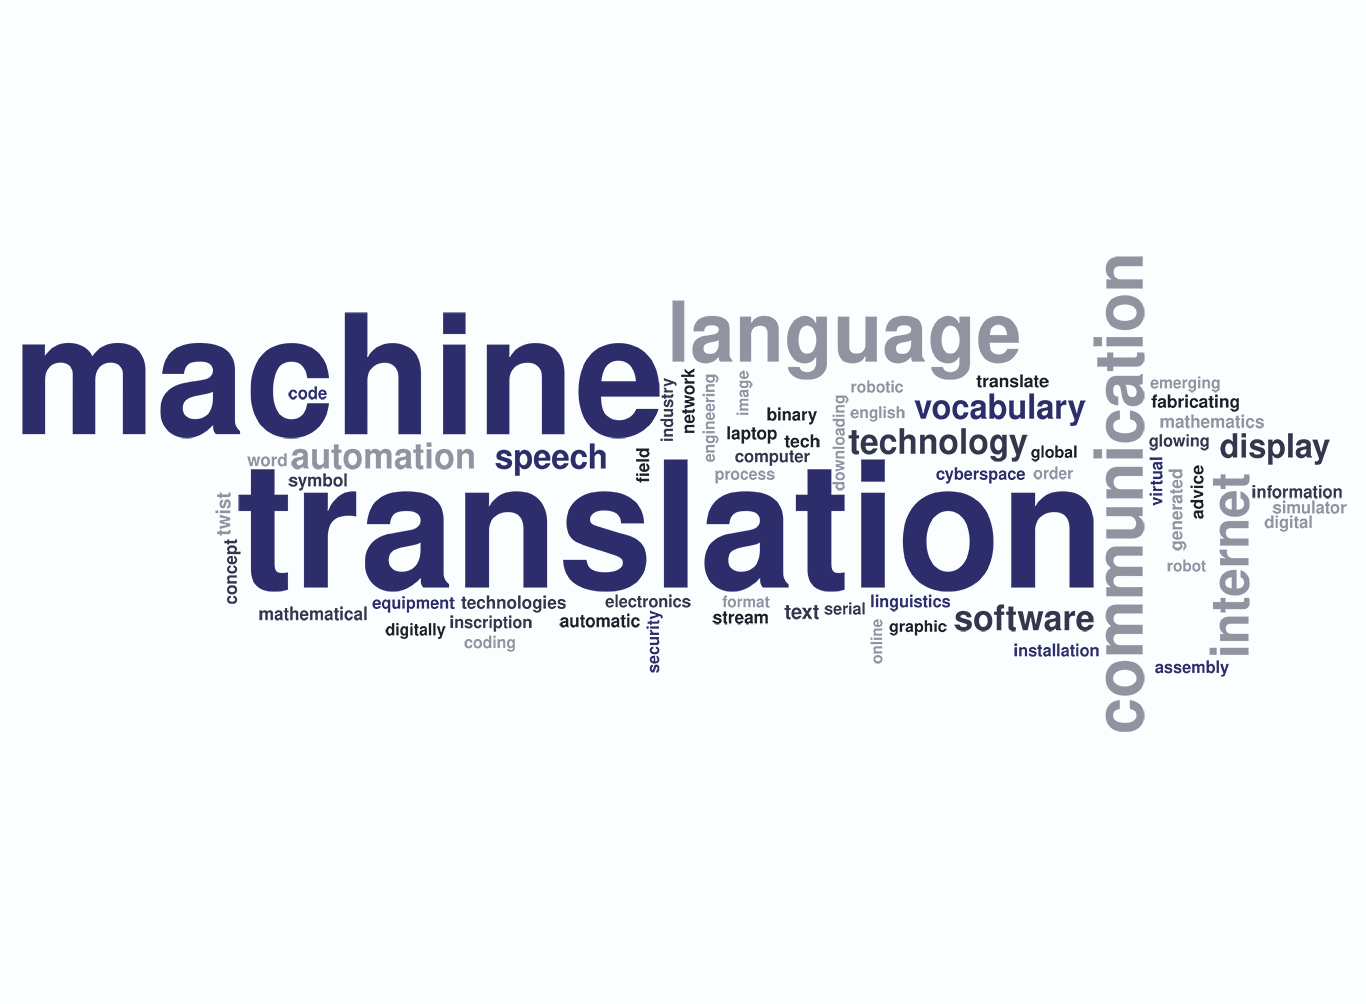 machine
language
communication
code
industry
network
engineering
image
robotic
translate
emerging
binary
downloading
english
vocabulary
fabricating
laptop
tech
technology
mathematics
computer
global
glowing
display
word
automation
speech
field
process
cyberspace
order
virtual
generated
advice
internet
symbol
information
simulator
digital
twist
concept
translation
robot
mathematical
equipment
technologies
electronics
format
text
serial
linguistics
digitally
inscription
automatic
security
stream
online
graphic
software
coding
installation
assembly